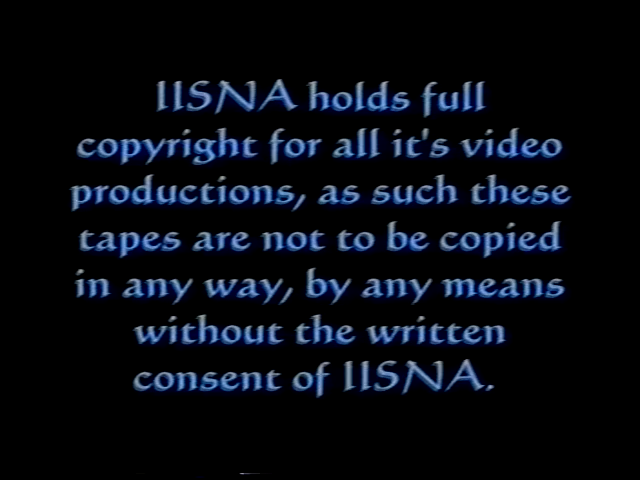 IISNA holds full
copyright for all it's video
productions, as such these
tapes are not to be copied
in any way, by any means
without the written
consent of IISNA.